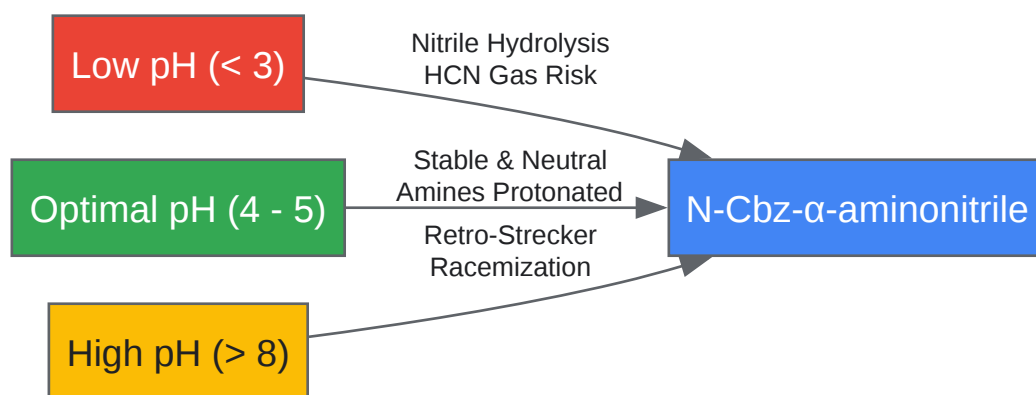 Low pH (< 3)
Nitrile Hydrolysis
HCN Gas Risk
Optimal pH (4 - 5)
Stable & Neutral
Amines Protonated
N-Cbz-α-aminonitrile
Retro-Strecker
Racemization
High pH (> 8)